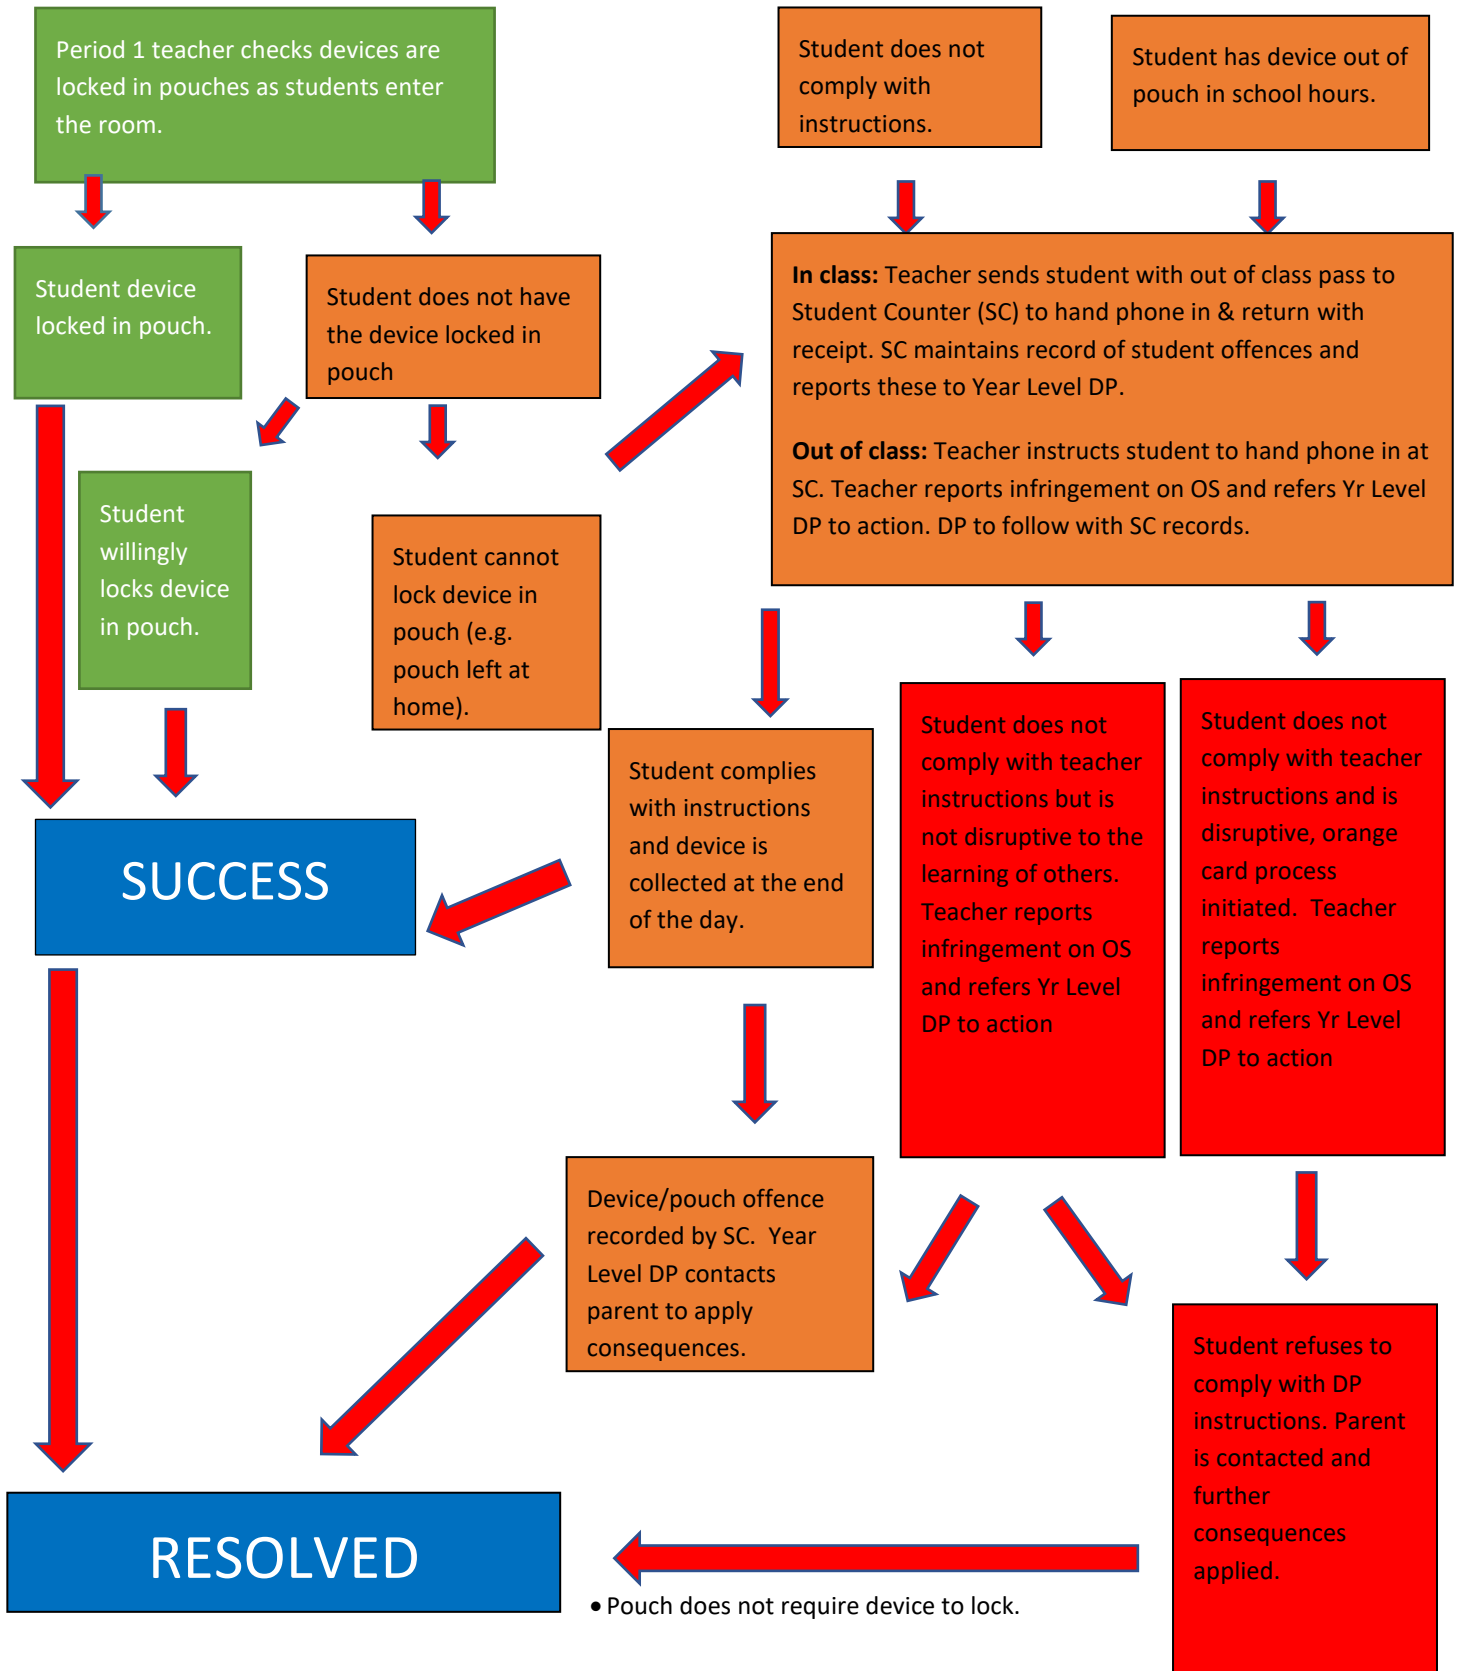 Period 1 teacher checks devices are
locked in pouches as students enter
the room.
Student does not
comply with
instructions.
Student has device out of
pouch in school hours.
Student device
locked in pouch.
Student does not have
the device locked in
pouch
In class: Teacher sends student with out of class pass to
Student Counter (SC) to hand phone in & return with
receipt. SC maintains record of student offences and
reports these to Year Level DP.
Out of class: Teacher instructs student to hand phone in at
SC. Teacher reports infringement on OS and refers Yr Level
DP to action. DP to follow with SC records.
Student
willingly
locks device
in pouch.
Student cannot
lock device in
pouch (e.g.
pouch left at
home).
Student complies
with instructions
and device is
collected at the end
of the day.
Student does not
comply with teacher
instructions but is
not disruptive to the
learning of others.
Teacher reports
infringement on OS
and refers Yr Level
DP to action
Student does not
comply with teacher
instructions and is
disruptive, orange
card process
initiated.  Teacher
reports
infringement on OS
and refers Yr Level
DP to action
SUCCESS
Device/pouch offence
recorded by SC.  Year
Level DP contacts
parent to apply
consequences.
Student refuses to
comply with DP
instructions. Parent
is contacted and
further
consequences
applied.
RESOLVED
• Pouch does not require device to lock.